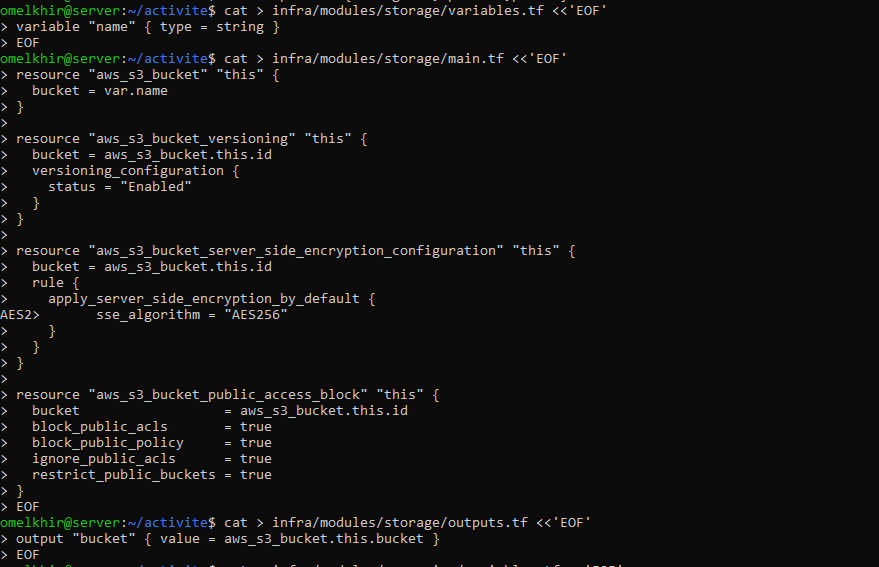 omelkhir@server:~/activite$ cat > infra/modules/storage/variables.tf <<'EOF'
> variable "name" { type = string }
> EOF
omelkhir@server:~/activite$ cat > infra/modules/storage/main.tf <<'EOF'
> resource "aws_s3_bucket" "this" {
>   bucket = var.name
> }
>
> resource "aws_s3_bucket_versioning" "this" {
>   bucket = aws_s3_bucket.this.id
>   versioning_configuration {
>     status = "Enabled"
>   }
> }
>
> resource "aws_s3_bucket_server_side_encryption_configuration" "this" {
>   bucket = aws_s3_bucket.this.id
>   rule {
>     apply_server_side_encryption_by_default {
AES2>       sse_algorithm = "AES256"
>     }
>   }
> }
>
> resource "aws_s3_bucket_public_access_block" "this" {
>   bucket                  = aws_s3_bucket.this.id
>   block_public_acls       = true
>   block_public_policy     = true
>   ignore_public_acls      = true
>   restrict_public_buckets = true
> }
> EOF
omelkhir@server:~/activite$ cat > infra/modules/storage/outputs.tf <<'EOF'
> output "bucket" { value = aws_s3_bucket.this.bucket }
> EOF